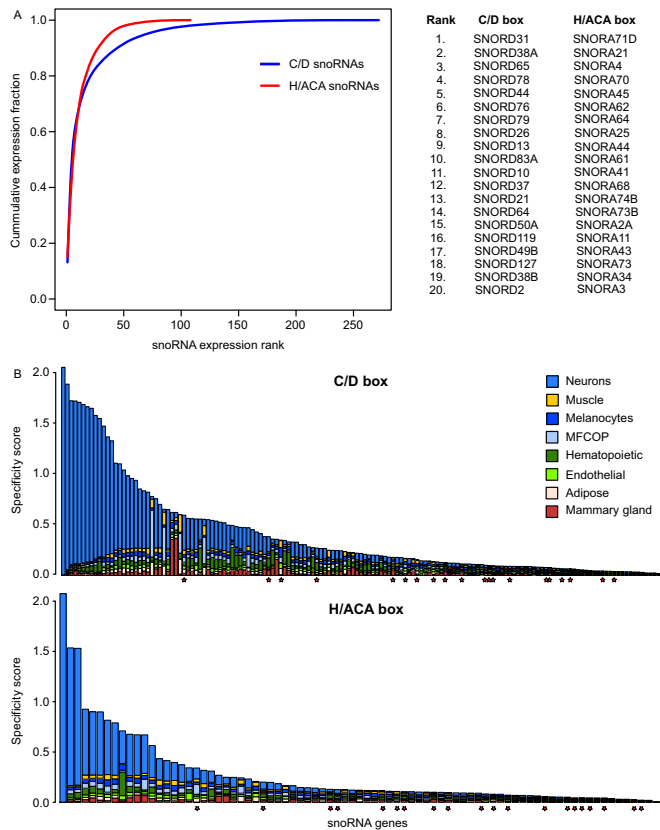 A
Cummulative expression fraction
1.0
0.8
0.6
0.4
0.2
0.0
C/D snoRNAs
H/ACA snoRNAs
0 50 100 150 200 250
snoRNA expression rank
Rank C/D box H/ACA box
1. SNORD31 SNORA71D
2. SNORD38A SNORA21
3. SNORD65 SNORA4
4. SNORD78 SNORA70
5. SNORD44 SNORA45
6. SNORD76 SNORA62
7. SNORD79 SNORA64
8. SNORD26 SNORA25
9. SNORD13 SNORA44
10. SNORD83A SNORA61
11. SNORD10 SNORA41
12. SNORD37 SNORA68
13. SNORD21 SNORA74B
14. SNORD64 SNORA73B
15. SNORD50A SNORA2A
16. SNORD119 SNORA11
17. SNORD49B SNORA43
18. SNORD127 SNORA73
19. SNORD38B SNORA34
20. SNORD2 SNORA3
B
C/D box
Specificity score
2.0
1.5
1.0
0.5
0.0
Neurons
Muscle
Melanocytes
MFCOP
Hematopoietic
Endothelial
Adipose
Mammary gland
H/ACA box
Specificity score
2.0
1.5
1.0
0.5
0.0
snoRNA genes